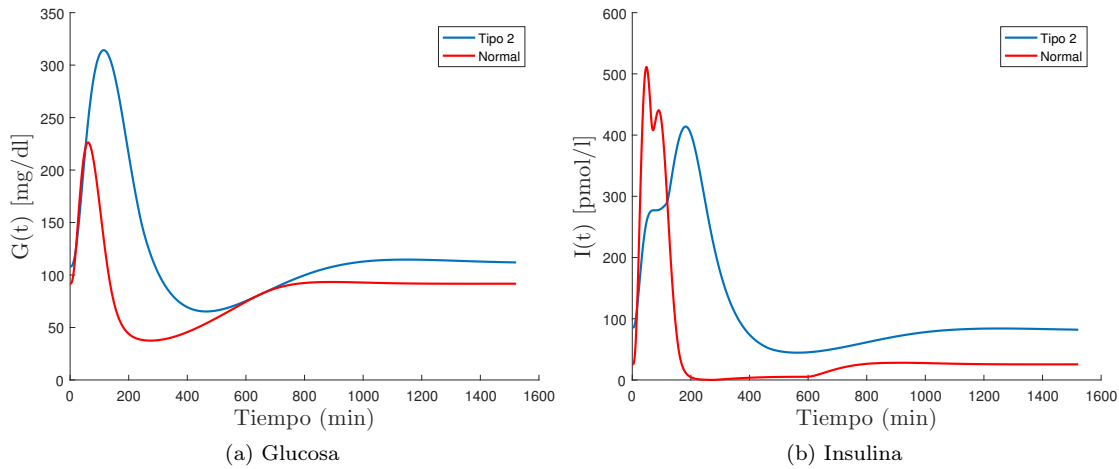 350
300
250
200
150
100
50
0
G(t) [mg/dl]
0 200 400 600 800 1000 1200 1400 1600
Tiempo (min)
Tipo 2
Normal
(a) Glucosa
600
500
400
300
200
100
0
I(t) [pmol/l]
0 200 400 600 800 1000 1200 1400 1600
Tiempo (min)
Tipo 2
Normal
(b) Insulina